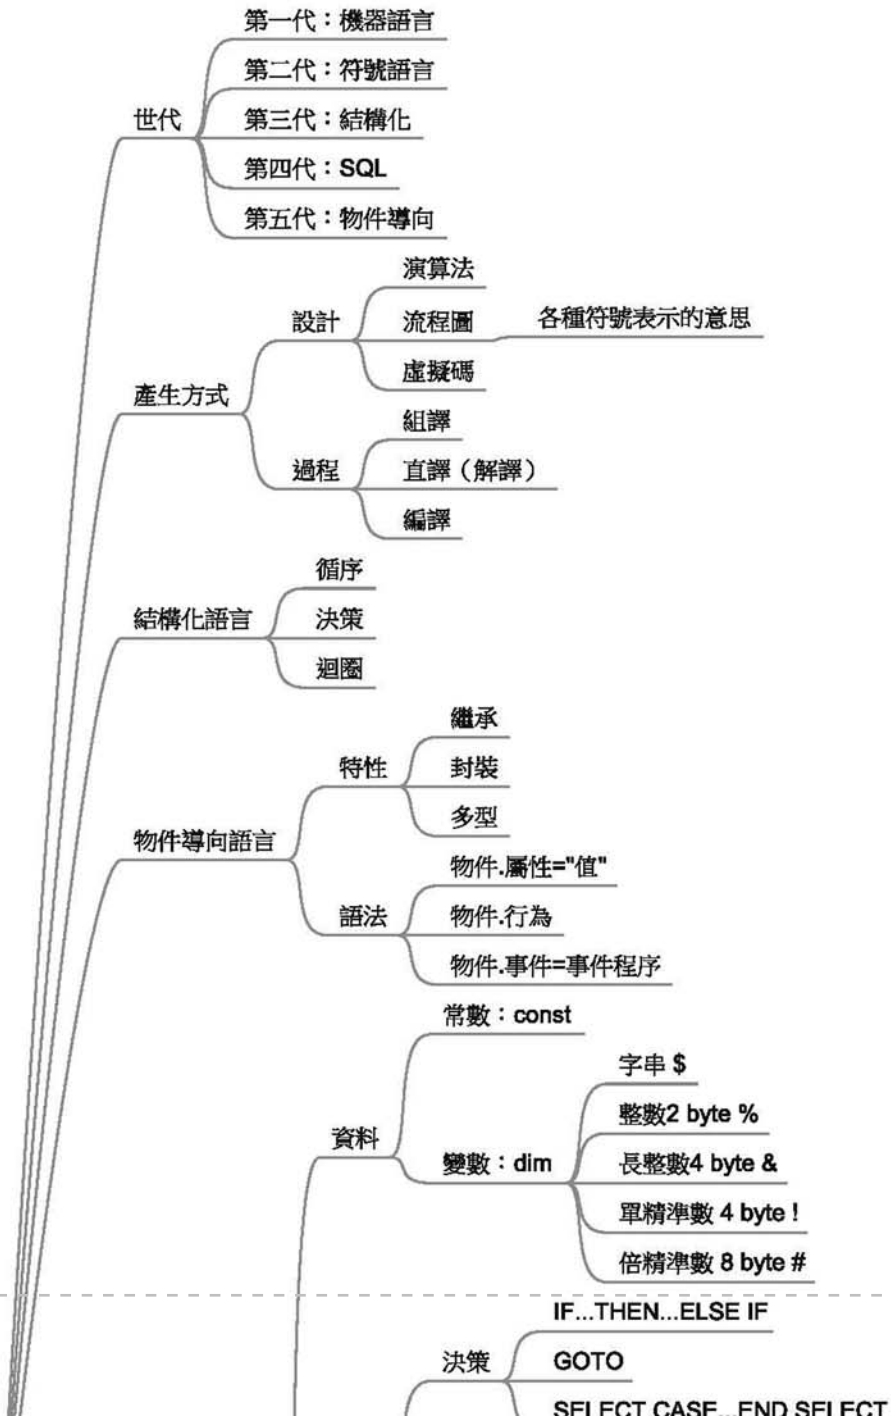 第一代：機器語言
第二代：符號語言
世代
第三代：結構化
第四代：SQL
第五代：物件導向
演算法
設計
流程圖
各種符號表示的意思
虛擬碼
產生方式
組譯
過程
直譯（解譯）
編譯
循序
結構化語言
決策
迴圈
繼承
特性
封裝
多型
物件導向語言
物件.屬性="值"
語法
物件.行為
物件.事件=事件程序
常數：const
資料
字串 $
整數2 byte %
變數：dim
長整數4 byte &
單精準數 4 byte !
倍精準數 8 byte #
IF...THEN...ELSE IF
決策
GOTO
SELECT CASE...END SELECT